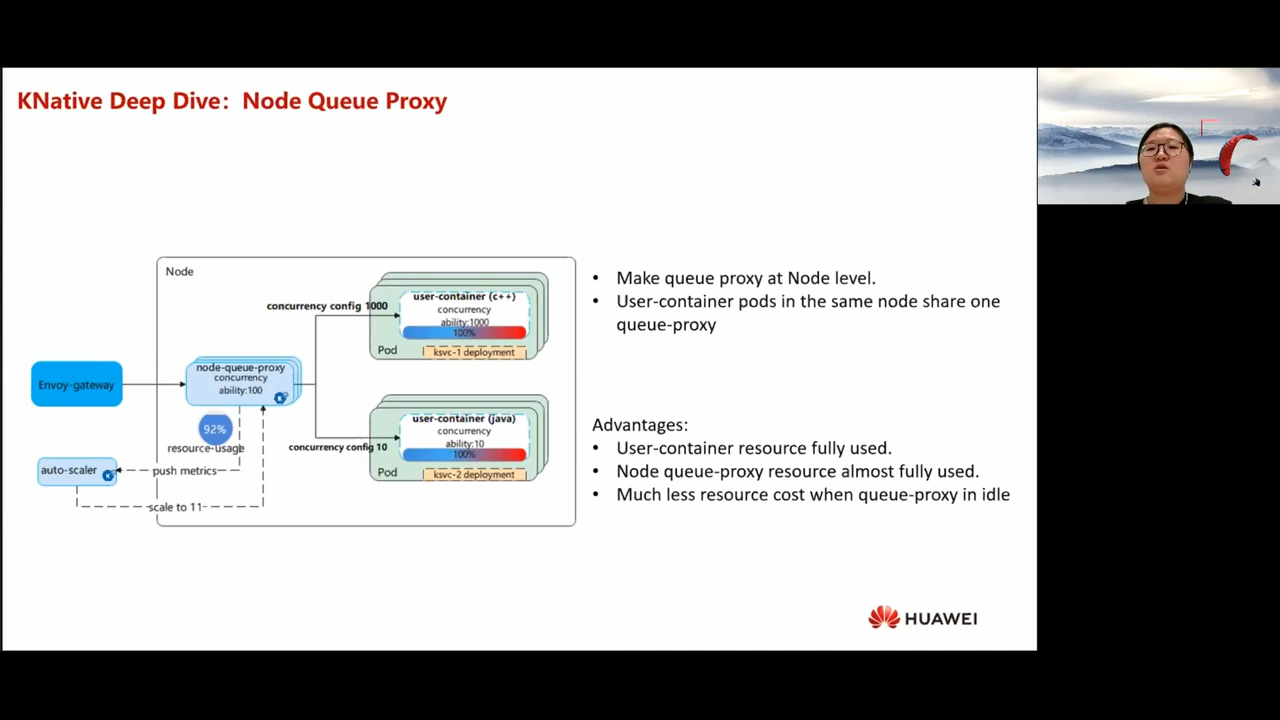 KNative Deep Dive: Node Queue Proxy
Node
concurrency config 1000
user-container (c++)
concurrency
ability:1000
100%
Pod
ksvc-1 deployment
Envoy-gateway
node-queue-proxy
concurrency
ability:100
92%
resource-usage
concurrency config 10
user-container (java)
concurrency
ability:10
100%
Pod
ksvc-2 deployment
auto-scaler
push metrics
scale to 11
• Make queue proxy at Node level.
• User-container pods in the same node share one
queue-proxy
Advantages:
• User-container resource fully used.
• Node queue-proxy resource almost fully used.
• Much less resource cost when queue-proxy in idle
HUAWEI